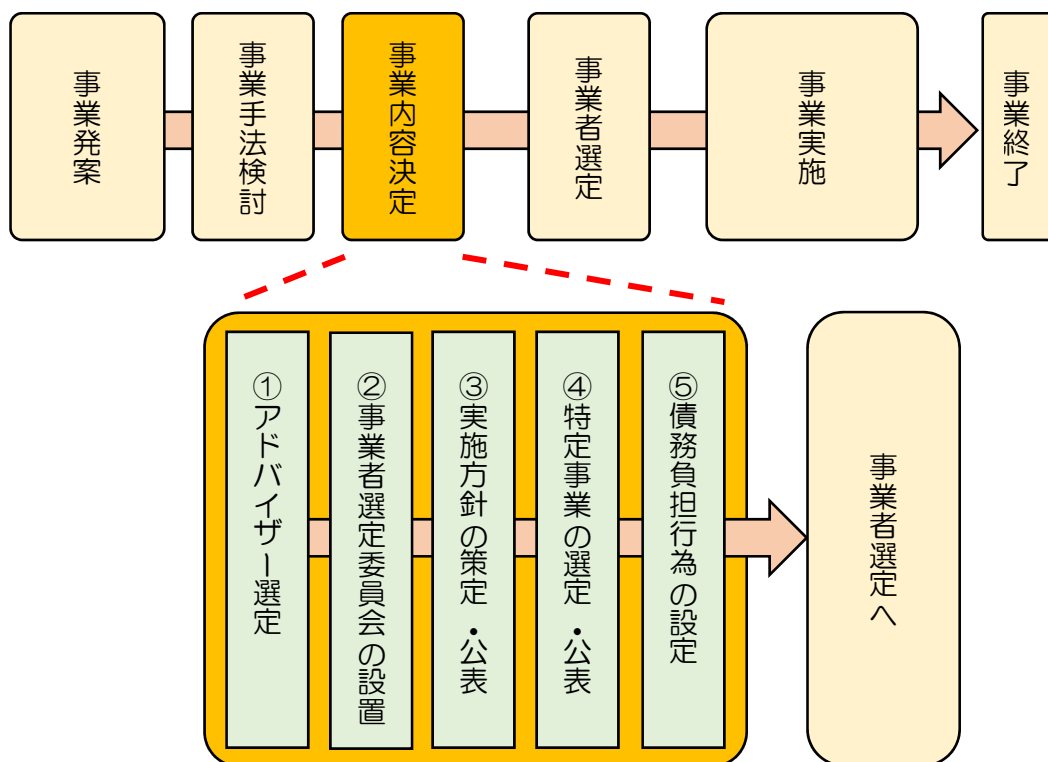 事業発案
事業手法検討
事業内容決定
事業者選定
事業実施
事業終了
①アドバイザー選定
②事業者選定委員会の設置
③実施方針の策定・公表
④特定事業の選定・公表
⑤債務負担行為の設定
事業者選定へ